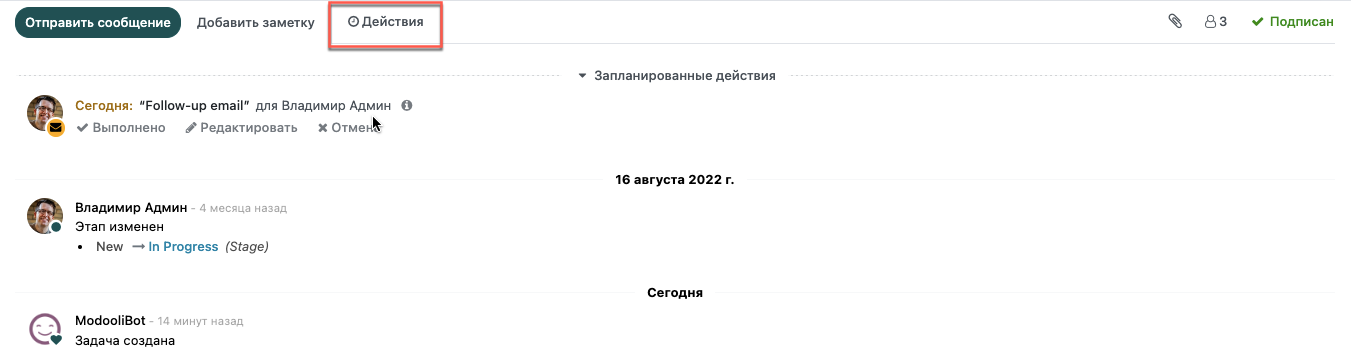 Отправить сообщение Добавить заметку Действия 3 Подписан
Запланированные действия
Сегодня: “Follow-up email” для Владимир Админ
Выполнено Редактировать Отмена
16 августа 2022 г.
Владимир Админ - 4 месяца назад
Этап изменен
• New → In Progress (Stage)
Сегодня
ModooliBot - 14 минут назад
Задача создана